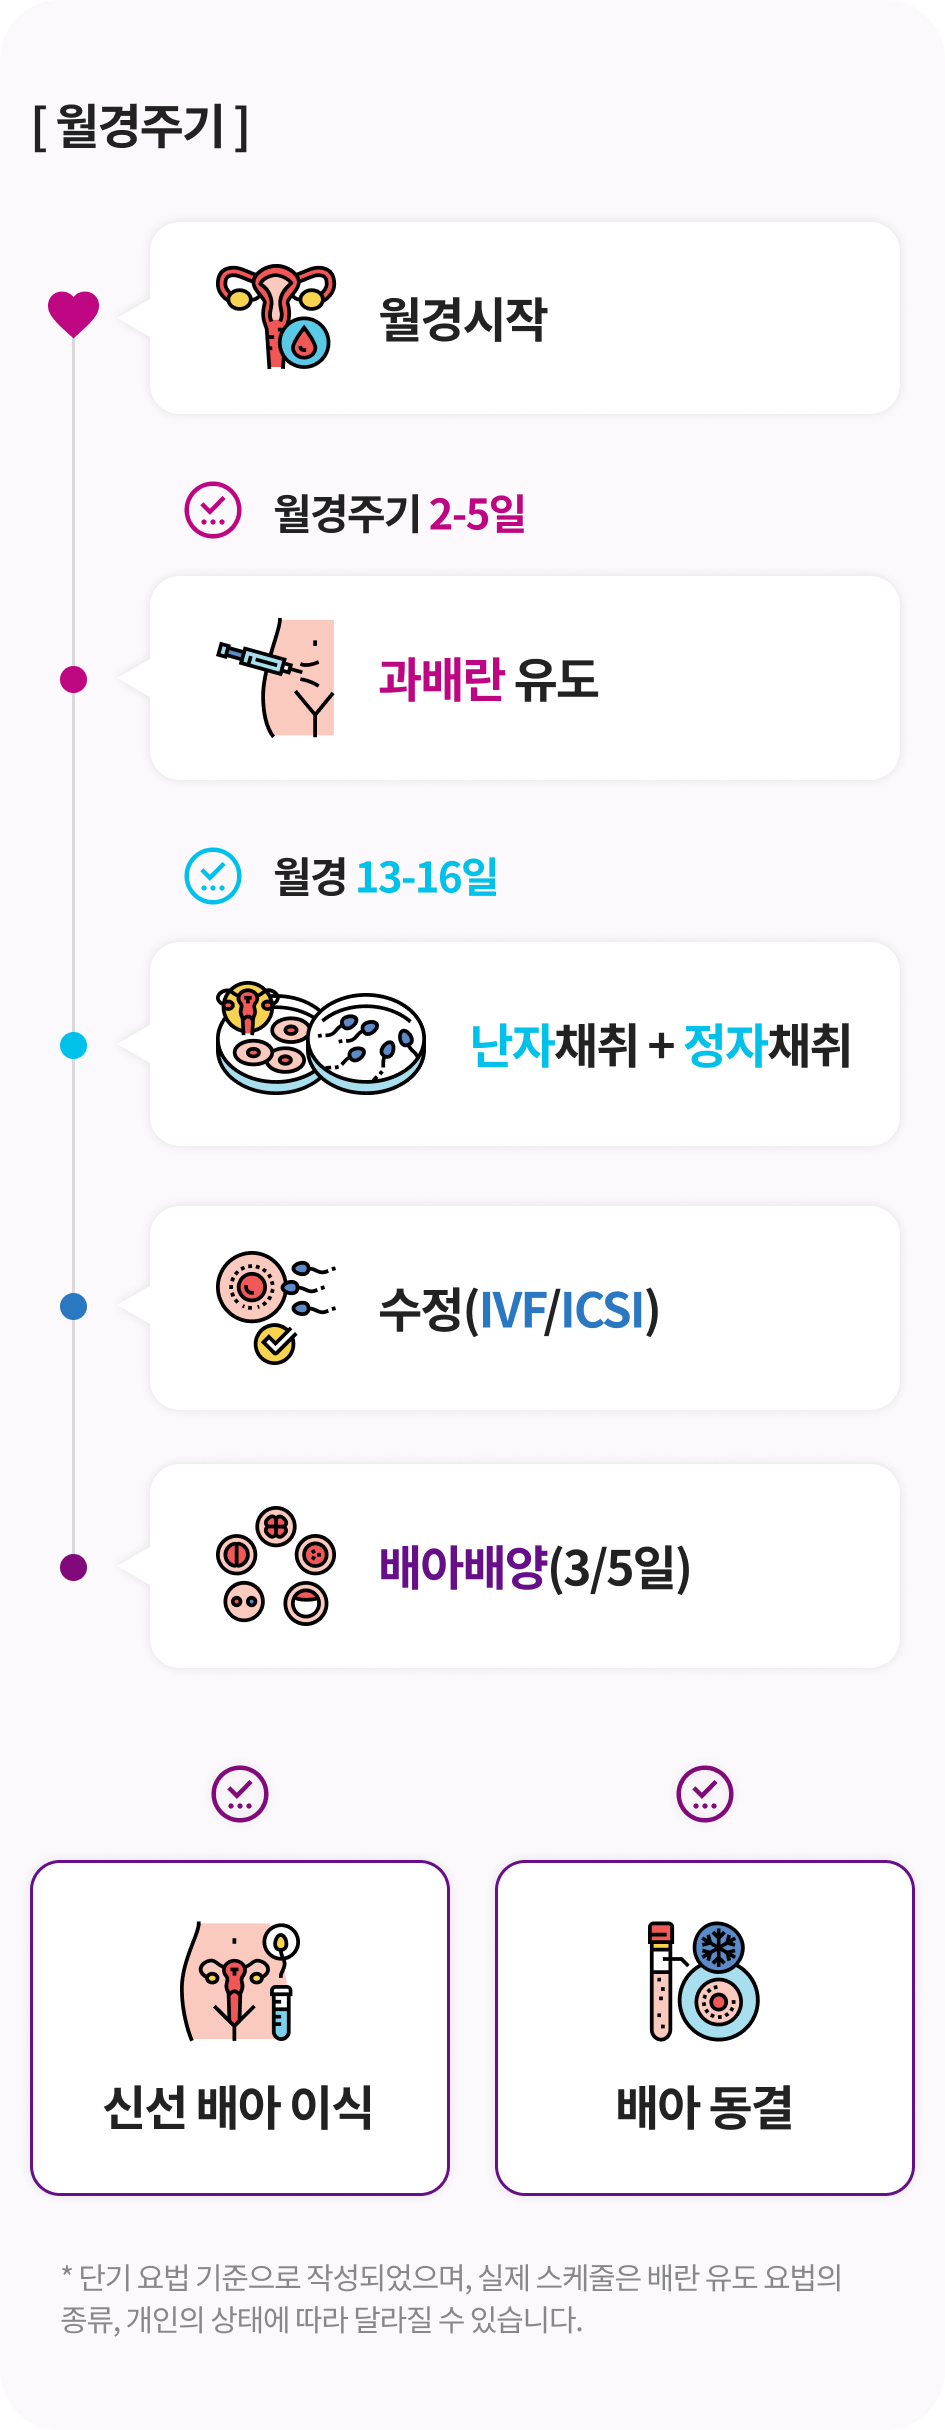 [ 월경주기 ]
월경시작
월경주기 2-5일
과배란 유도
월경 13-16일
난자채취 + 정자채취
수정(IVF/ICSI)
배아배양(3/5일)
신선 배아 이식
배아 동결
* 단기 요법 기준으로 작성되었으며, 실제 스케줄은 배란 유도 요법의
종류, 개인의 상태에 따라 달라질 수 있습니다.